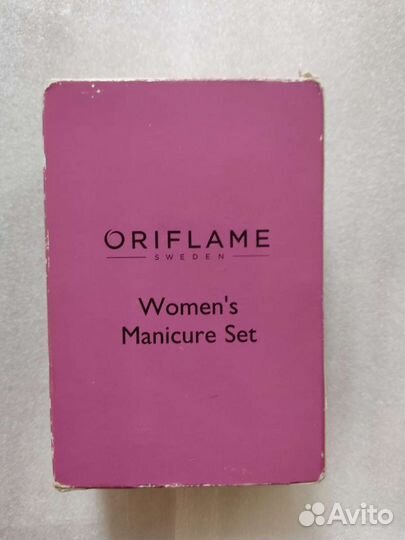 ORIFLAME
SWEDEN
Women's
Manicure Set
Avito